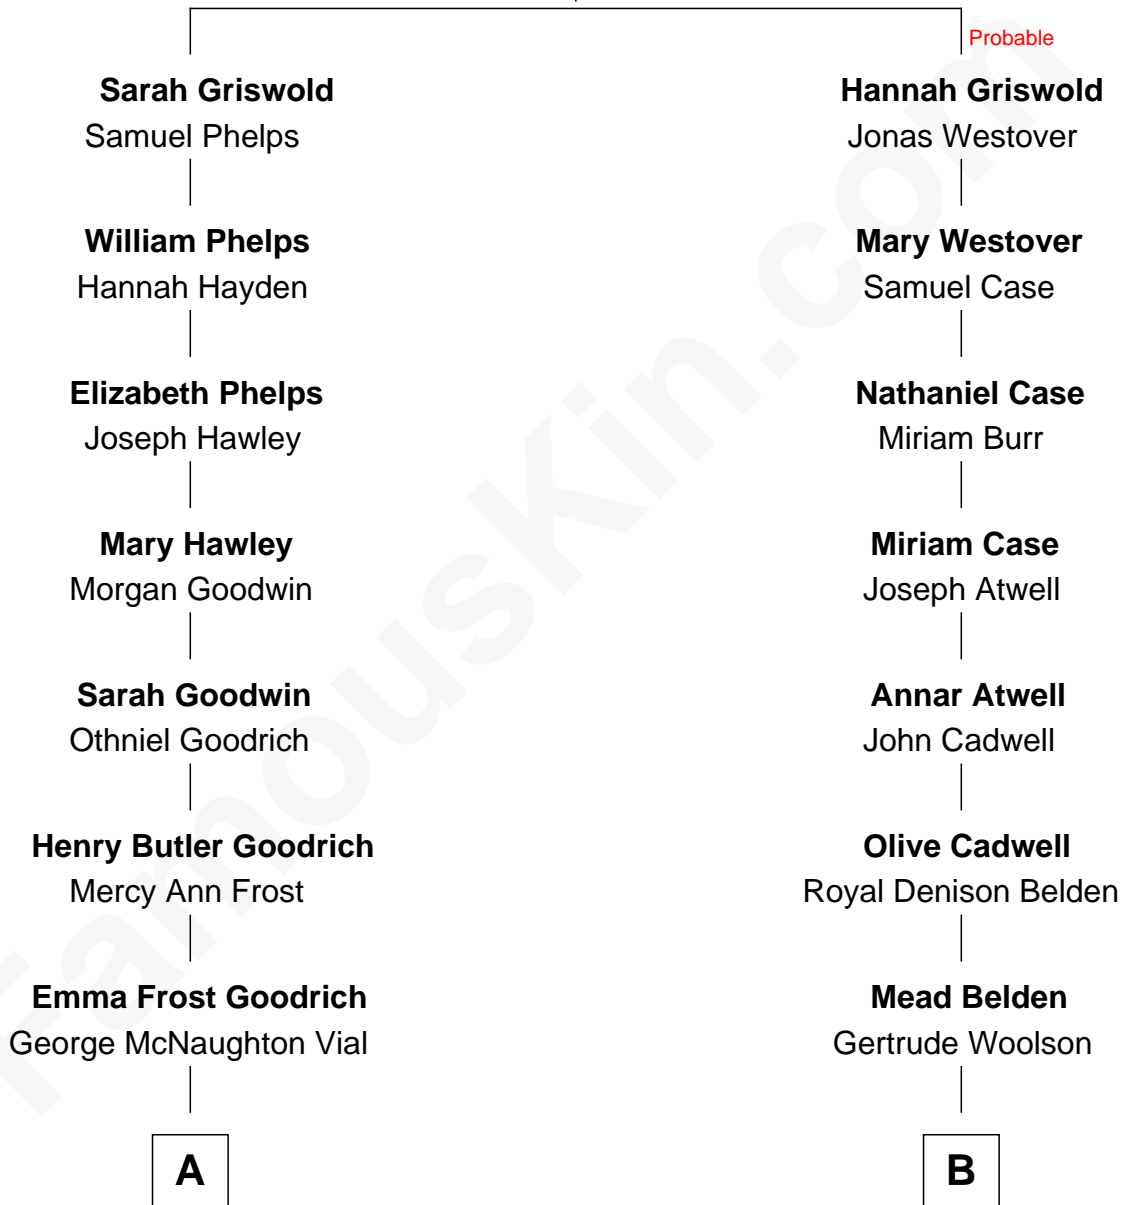 Probable
Sarah Griswold
Samuel Phelps
William Phelps
Hannah Hayden
Elizabeth Phelps
Joseph Hawley
Mary Hawley
Morgan Goodwin
Sarah Goodwin
Othniel Goodrich
Henry Butler Goodrich
Mercy Ann Frost
Emma Frost Goodrich
George McNaughton Vial
A
Hannah Griswold
Jonas Westover
Mary Westover
Samuel Case
Nathaniel Case
Miriam Burr
Miriam Case
Joseph Atwell
Annar Atwell
John Cadwell
Olive Cadwell
Royal Denison Belden
Mead Belden
Gertrude Woolson
B
FamousKin.com